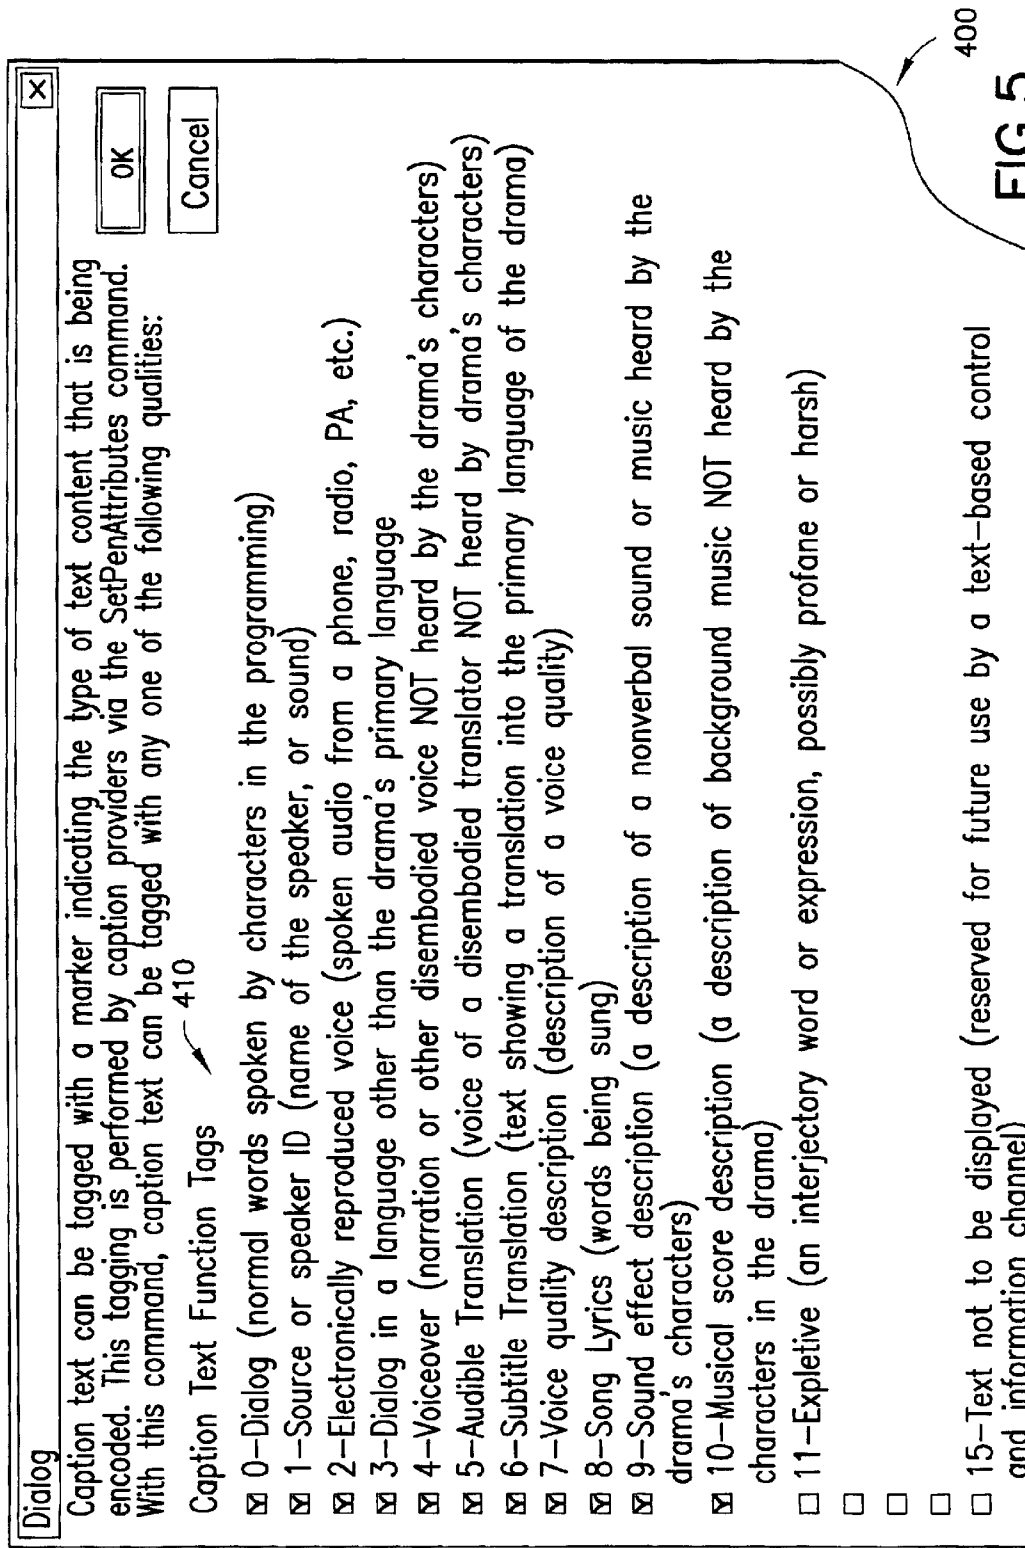 Dialog
Caption text can be tagged with a marker indicating the type of text content that is being
encoded. This tagging is performed by caption providers via the SetPenAttributes command.
With this command, caption text can be tagged with any one of the following qualities:
OK
Cancel
Caption Text Function Tags
410
0-Dialog (normal words spoken by characters in the programming)
1-Source or speaker ID (name of the speaker, or sound)
2-Electronically reproduced voice (spoken audio from a phone, radio, PA, etc.)
3-Dialog in a language other than the drama's primary language
4-Voiceover (narration or other disembodied voice NOT heard by the drama's characters)
5-Audible Translation (voice of a disembodied translator NOT heard by drama's characters)
6-Subtitle Translation (text showing a translation into the primary language of the drama)
7-Voice quality description (description of a voice quality)
8-Song Lyrics (words being sung)
9-Sound effect description (a description of a nonverbal sound or music heard by the
drama's characters)
10-Musical score description (a description of background music NOT heard by the
characters in the drama)
11-Expletive (an interjectory word or expression, possibly profane or harsh)
15-Text not to be displayed (reserved for future use by a text-based control
and information channel)
400
FIG.5